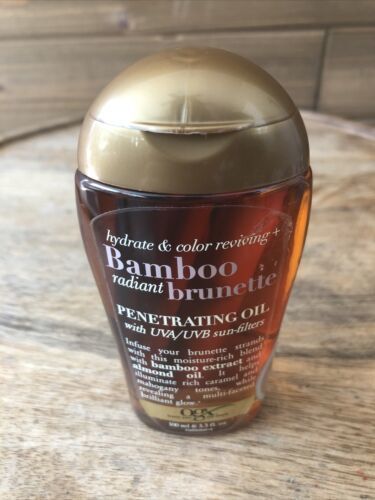 hydrate & color reviving +
Bamboo
radiant brunette
PENETRATING OIL
with UVA/UVB sun-filters
Infuse your brunette strands
with this moisture-rich blend
with bamboo extract and
almond oil. It helps
illuminate rich caramel and
mahogany tones, while
revealing a multi-faceted
brilliant glow.
ogx
100 ml e 3.3 fl. oz.